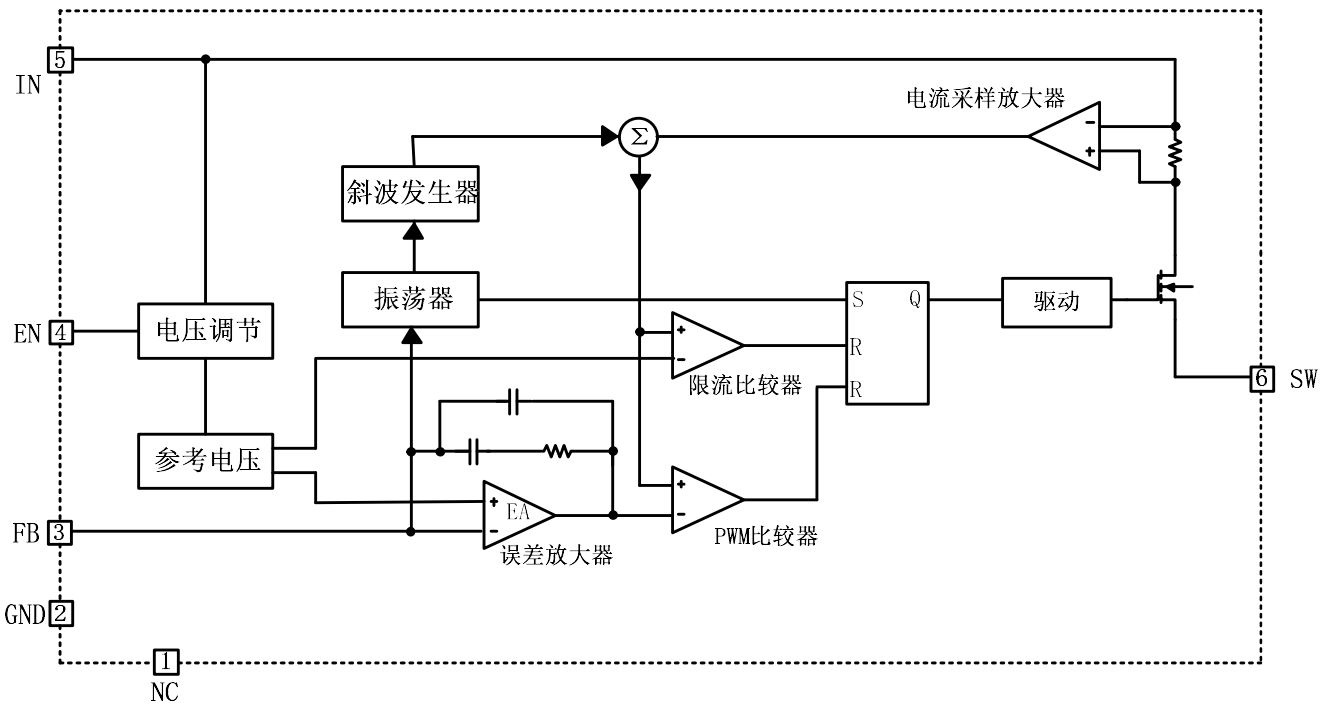 5
IN
电流采样放大器
-
+
Σ
斜波发生器
振荡器
S
Q
驱动
EN
4
电压调节
+
-
R
限流比较器
R
6
SW
参考电压
+
-
EA
误差放大器
+
-
PWM比较器
FB
3
GND
2
1
NC